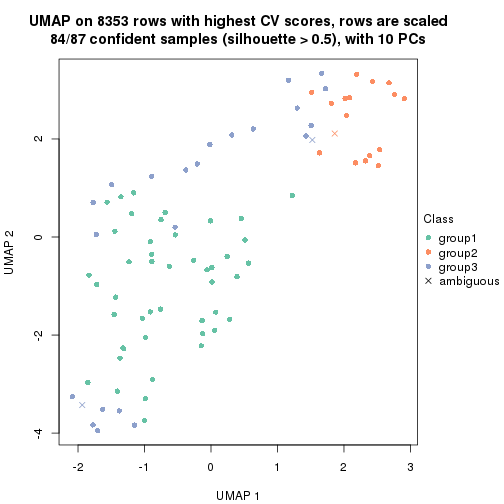 UMAP on 8353 rows with highest CV scores, rows are scaled
84/87 confident samples (silhouette > 0.5), with 10 PCs
UMAP 2
2
0
-2
-4
-2
-1
0
1
2
3
UMAP 1
Class
group1
group2
group3
ambiguous